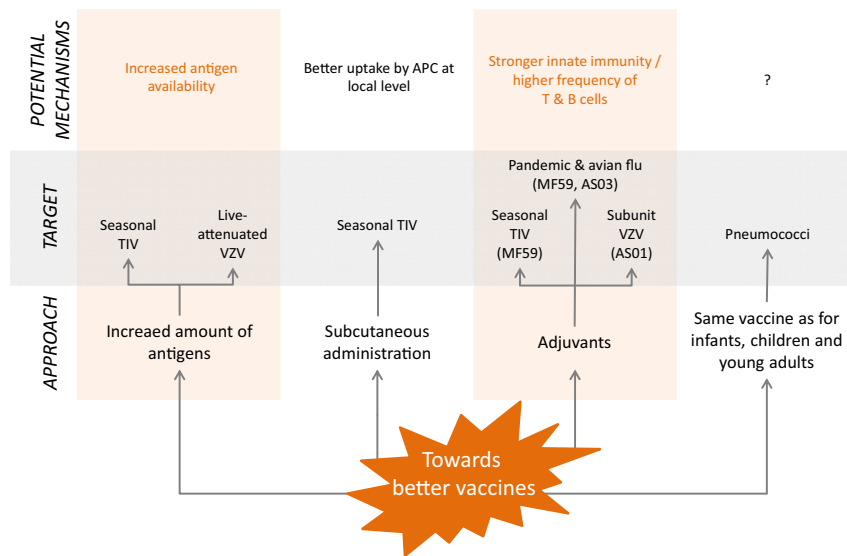 POTENTIAL
MECHANISMS
Increased antigen
availability
Better uptake by APC at
local level
Stronger innate immunity /
higher frequency of
T & B cells
?
TARGET
Seasonal
TIV
Live-
attenuated
VZV
Seasonal TIV
Pandemic & avian flu
(MF59, AS03)
Seasonal
TIV
(MF59)
Subunit
VZV
(AS01)
Pneumococci
APPROACH
Increaed amount of
antigens
Subcutaneous
administration
Adjuvants
Same vaccine as for
infants, children and
young adults
Towards
better vaccines